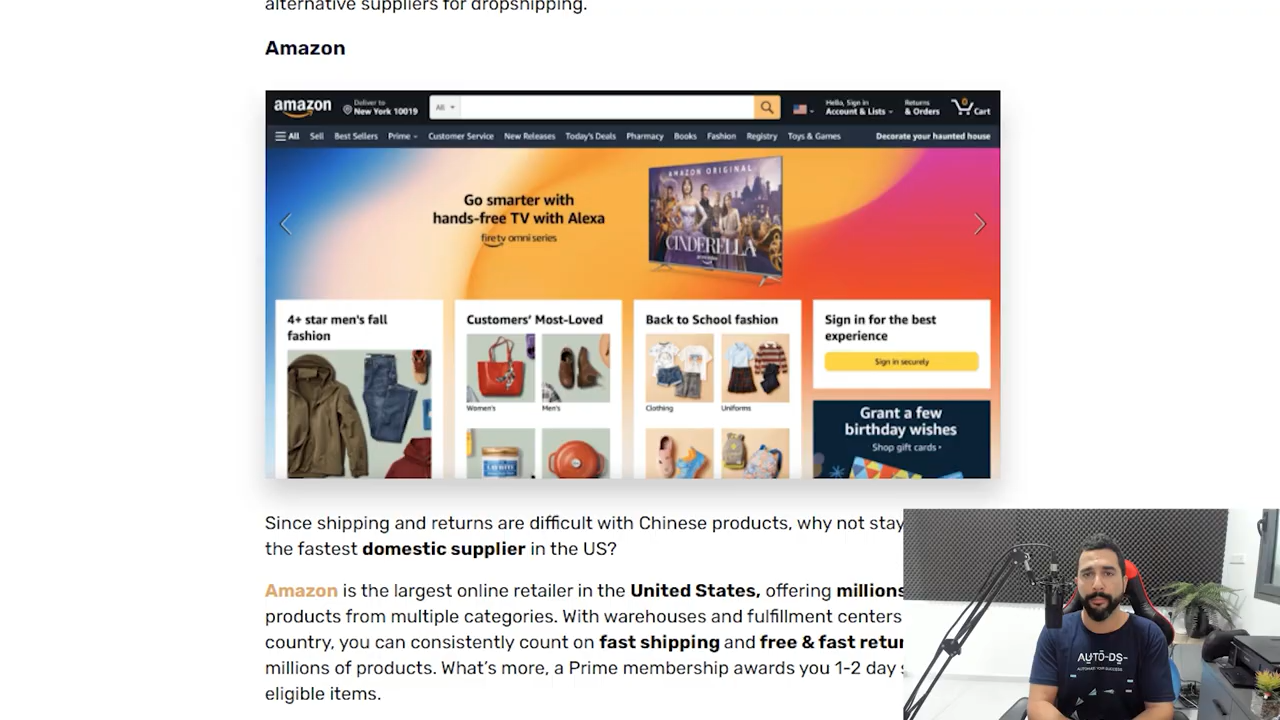 alternative suppliers for dropshipping.
Amazon
amazon
Deliver to
New York 10019
All
Hello, Sign in
Account & Lists
Returns
& Orders
0
Cart
All Sell Best Sellers Prime Customer Service New Releases Today's Deals Pharmacy Books Fashion Registry Toys & Games Decorate your haunted house
Go smarter with
hands-free TV with Alexa
fire tv omni series
AMAZON ORIGINAL
CINDERELLA
4+ star men's fall
fashion
Customers' Most-Loved
Women's Men's
Back to School fashion
Clothing Uniforms
Sign in for the best
experience
Sign in securely
Grant a few
birthday wishes
Shop gift cards
Since shipping and returns are difficult with Chinese products, why not stay
the fastest domestic supplier in the US?
Amazon is the largest online retailer in the United States, offering millions
products from multiple categories. With warehouses and fulfillment centers
country, you can consistently count on fast shipping and free & fast retur
millions of products. What's more, a Prime membership awards you 1-2 day s
eligible items.
AUTO-DS
AUTOMATE YOUR SUCCESS